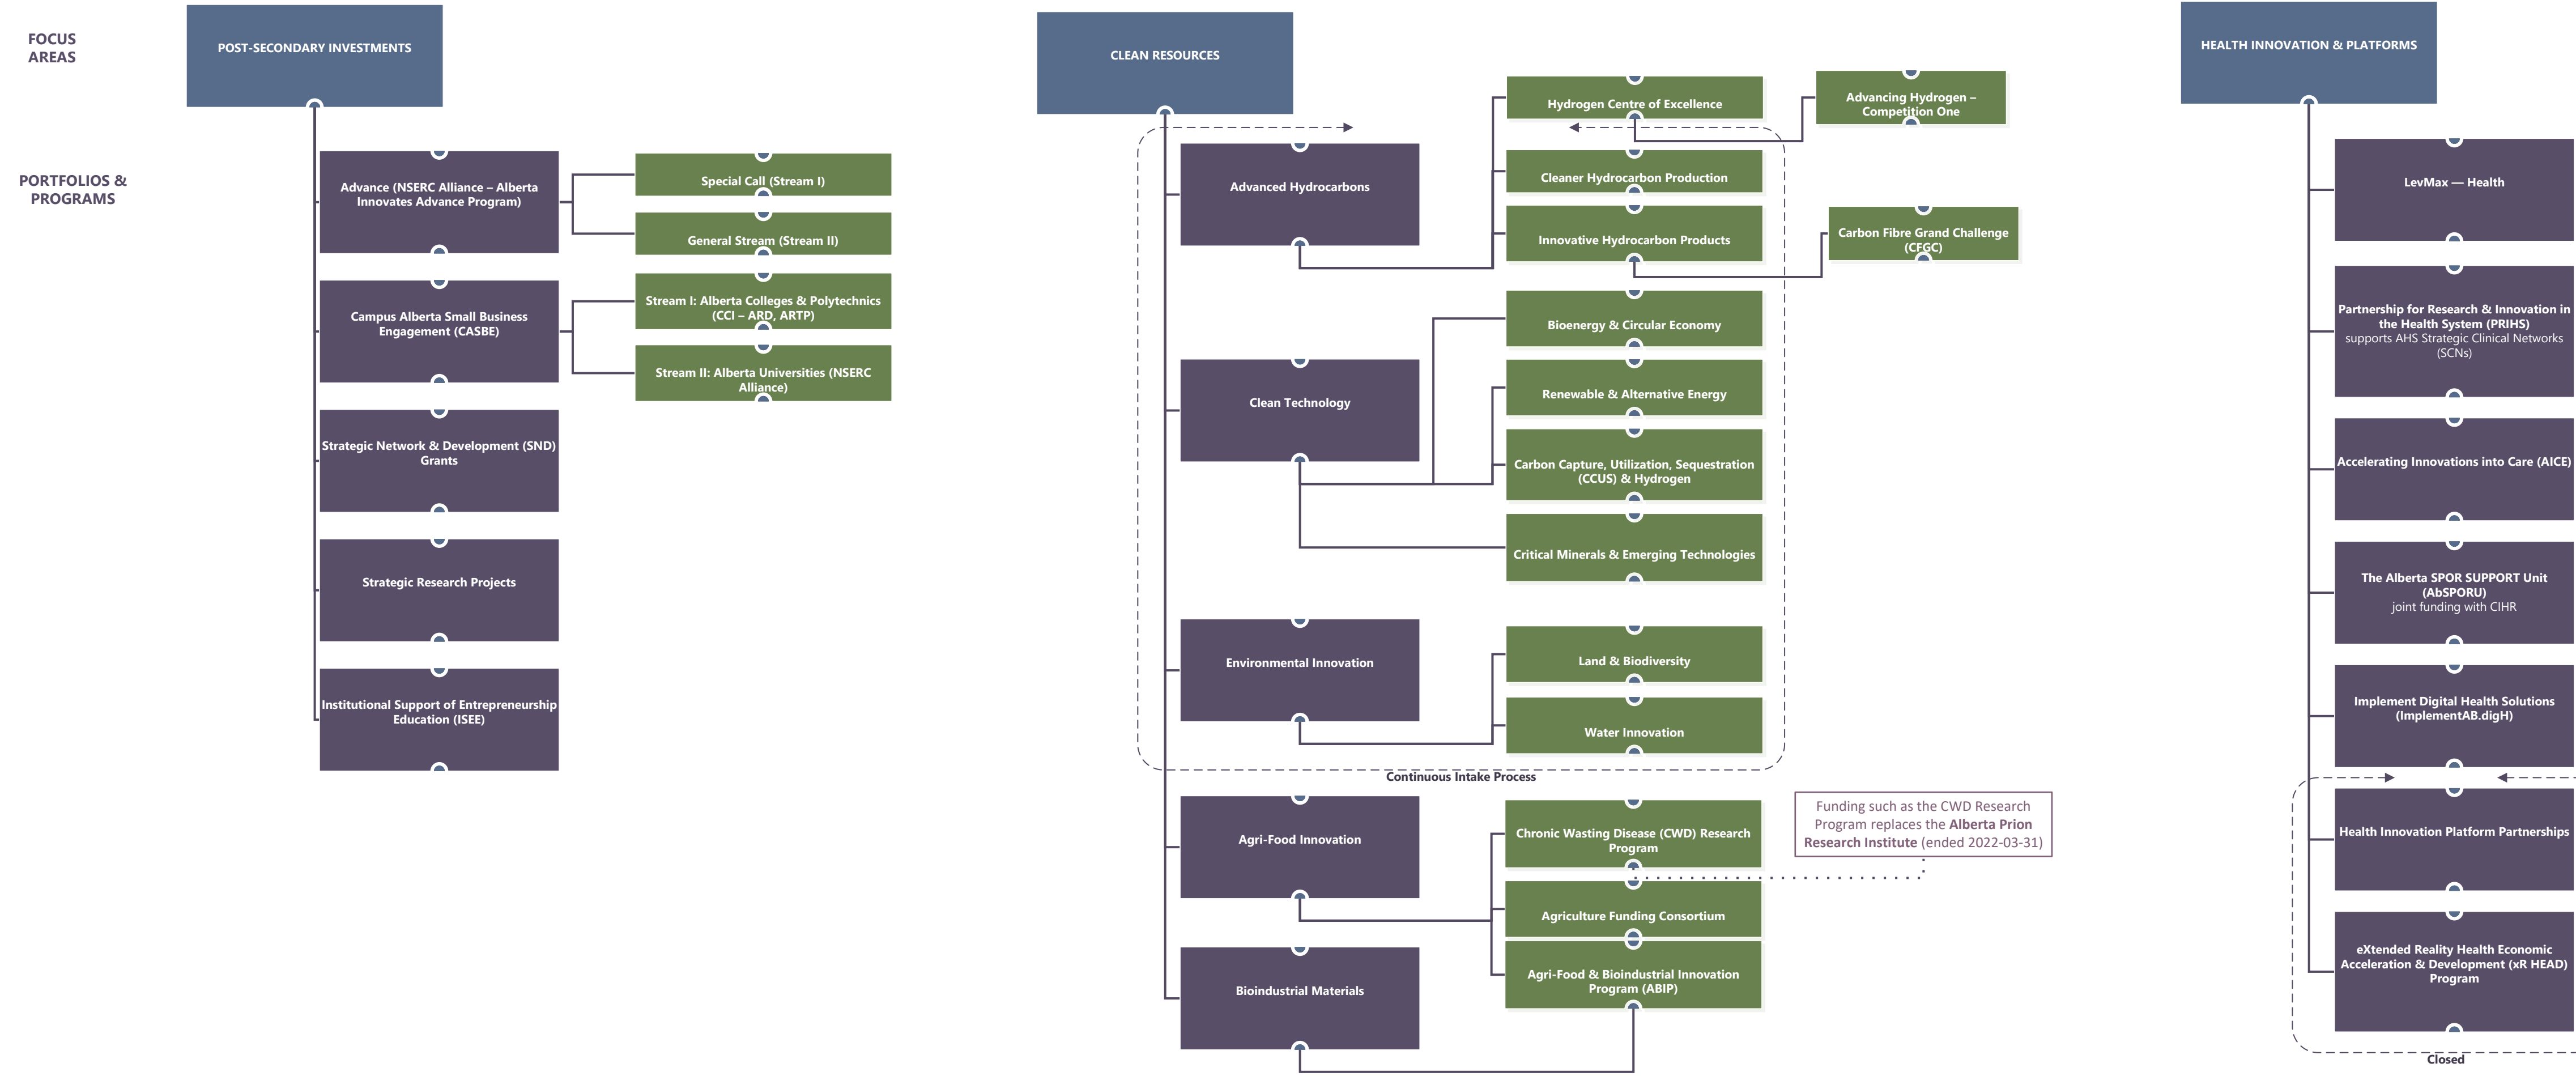 FOCUS
AREAS
PORTFOLIOS &
PROGRAMS
POST-SECONDARY INVESTMENTS
Advance (NSERC Alliance – Alberta
Innovates Advance Program)
Special Call (Stream I)
General Stream (Stream II)
Campus Alberta Small Business
Engagement (CASBE)
Stream I: Alberta Colleges & Polytechnics
(CCI – ARD, ARTP)
Stream II: Alberta Universities (NSERC
Alliance)
Strategic Network & Development (SND)
Grants
Strategic Research Projects
Institutional Support of Entrepreneurship
Education (ISEE)
CLEAN RESOURCES
Advanced Hydrocarbons
Hydrogen Centre of Excellence
Advancing Hydrogen –
Competition One
Cleaner Hydrocarbon Production
Innovative Hydrocarbon Products
Carbon Fibre Grand Challenge
(CFGC)
Clean Technology
Bioenergy & Circular Economy
Renewable & Alternative Energy
Carbon Capture, Utilization, Sequestration
(CCUS) & Hydrogen
Critical Minerals & Emerging Technologies
Environmental Innovation
Land & Biodiversity
Water Innovation
Continuous Intake Process
Agri-Food Innovation
Chronic Wasting Disease (CWD) Research
Program
Funding such as the CWD Research
Program replaces the Alberta Prion
Research Institute (ended 2022-03-31)
Agriculture Funding Consortium
Agri-Food & Bioindustrial Innovation
Program (ABIP)
Bioindustrial Materials
HEALTH INNOVATION & PLATFORMS
LevMax — Health
Partnership for Research & Innovation in
the Health System (PRIHS)
supports AHS Strategic Clinical Networks
(SCNs)
Accelerating Innovations into Care (AICE)
The Alberta SPOR SUPPORT Unit
(AbSPORU)
joint funding with CIHR
Implement Digital Health Solutions
(ImplementAB.digH)
Health Innovation Platform Partnerships
eXtended Reality Health Economic
Acceleration & Development (xR HEAD)
Program
Closed